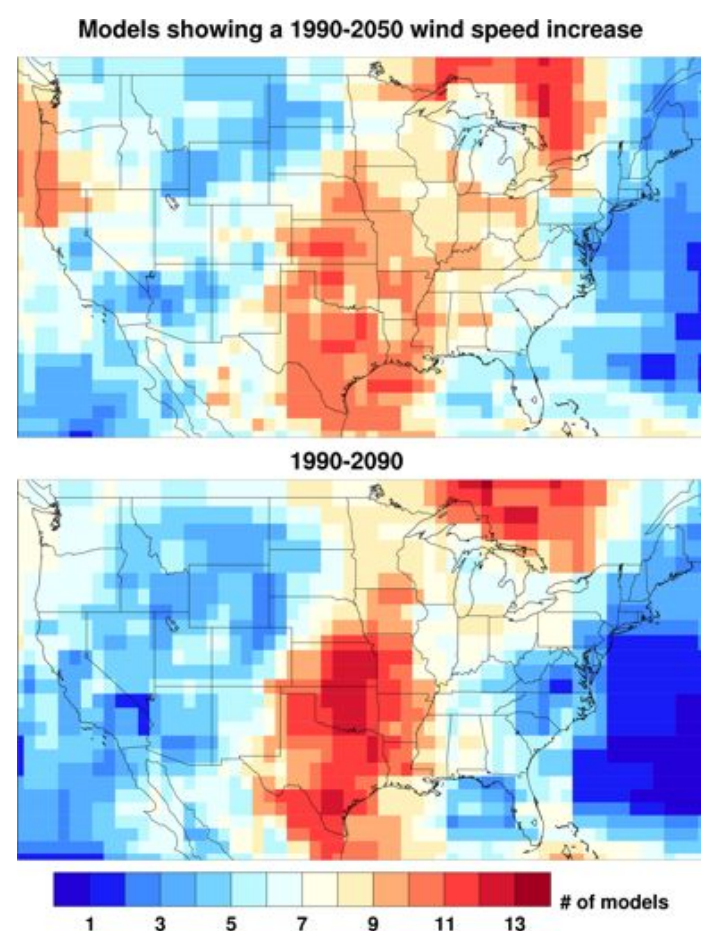 Models showing a 1990-2050 wind speed increase
1990-2090
# of models
1 3 5 7 9 11 13